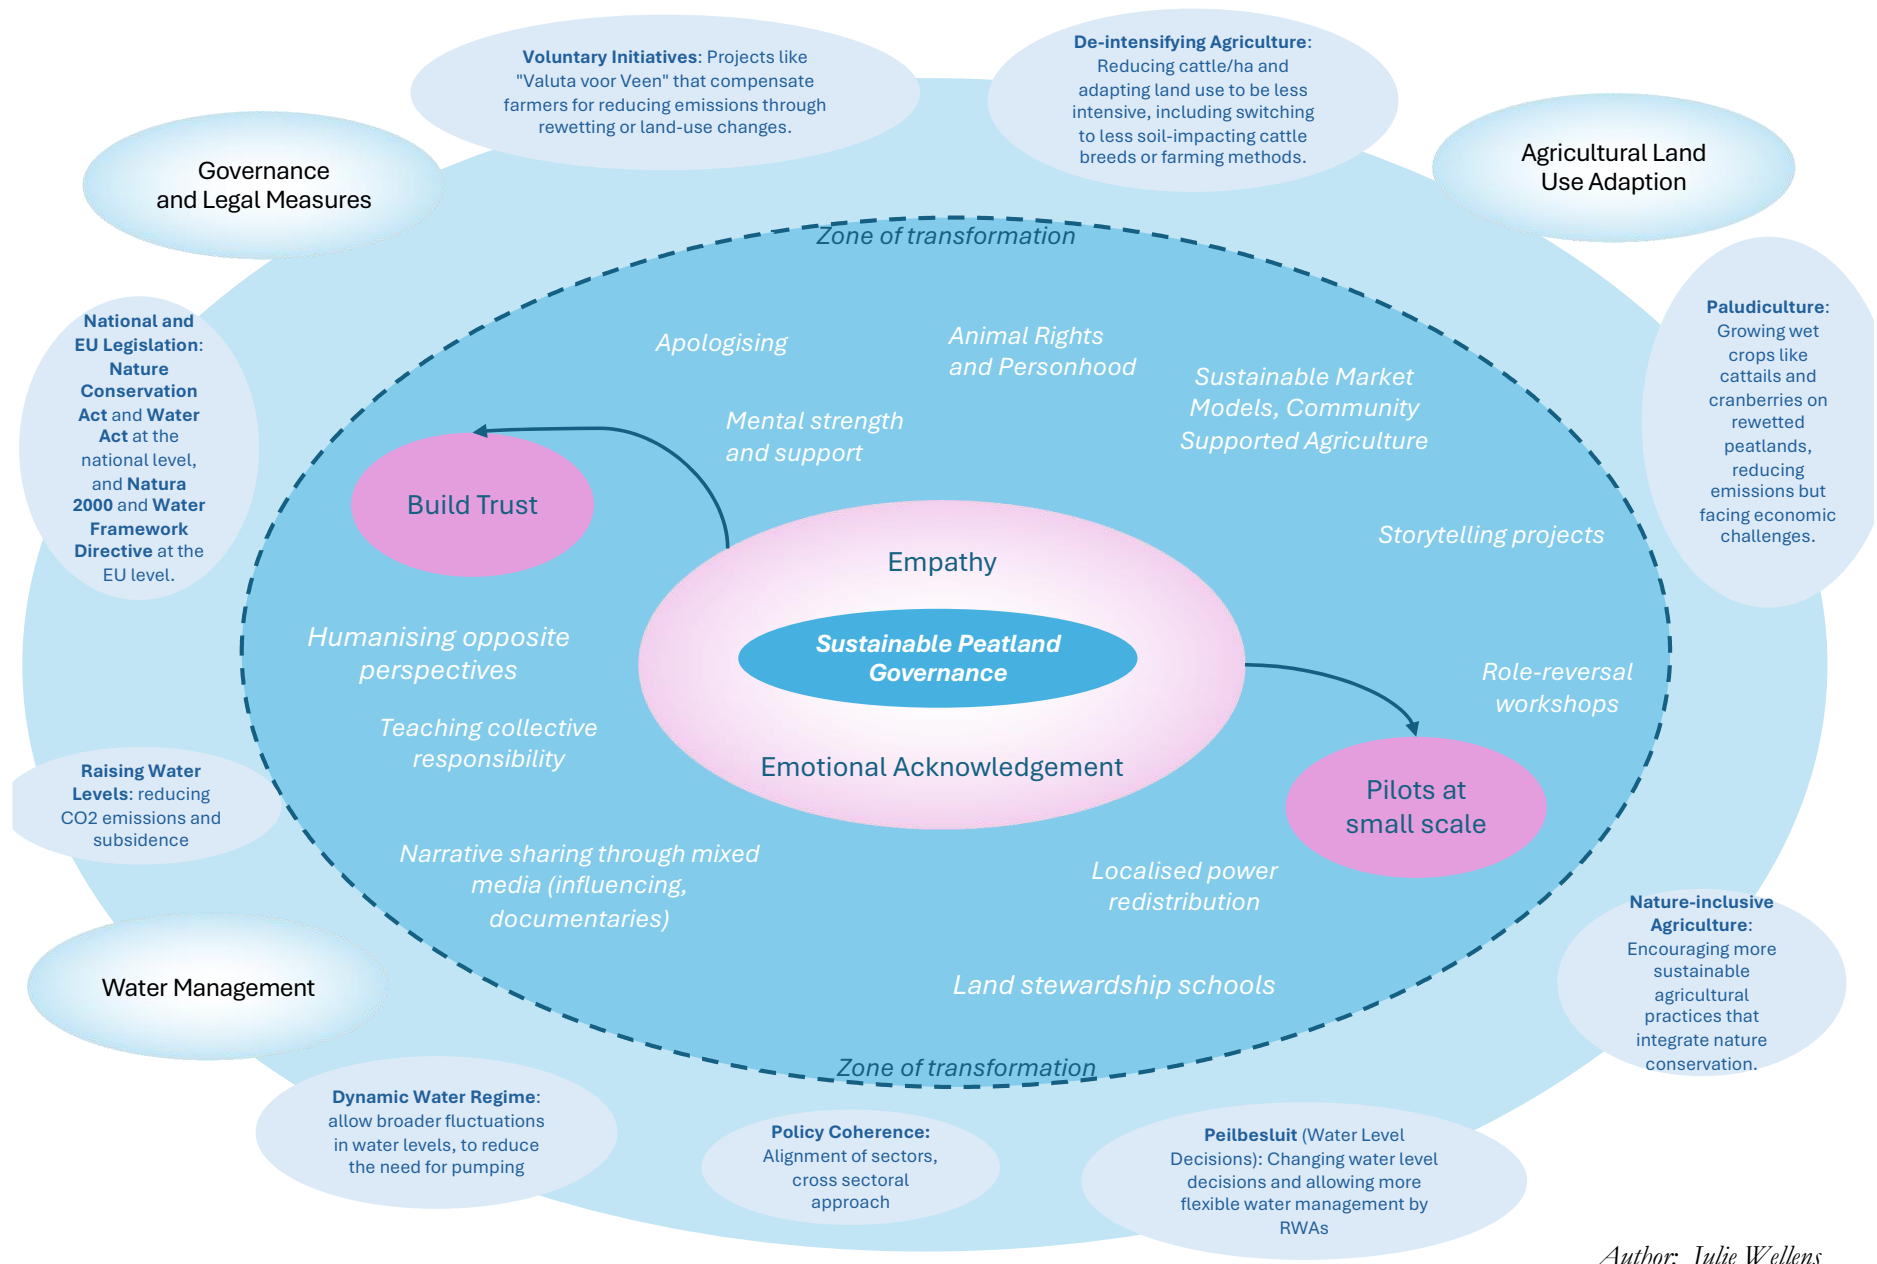 Voluntary Initiatives: Projects like
"Valuta voor Veen" that compensate
farmers for reducing emissions through
rewetting or land-use changes.
De-intensifying Agriculture:
Reducing cattle/ha and
adapting land use to be less
intensive, including switching
to less soil-impacting cattle
breeds or farming methods.
Governance
and Legal Measures
Agricultural Land
Use Adaption
Zone of transformation
National and
EU Legislation:
Nature
Conservation
Act and Water
Act at the
national level,
and Natura
2000 and Water
Framework
Directive at the
EU level.
Apologising
Animal Rights
and Personhood
Sustainable Market
Models, Community
Supported Agriculture
Paludiculture:
Growing wet
crops like
cattails and
cranberries on
rewetted
peatlands,
reducing
emissions but
facing economic
challenges.
Mental strength
and support
Build Trust
Storytelling projects
Empathy
Sustainable Peatland
Governance
Emotional Acknowledgement
Humanising opposite
perspectives
Role-reversal
workshops
Teaching collective
responsibility
Pilots at
small scale
Raising Water
Levels: reducing
CO2 emissions and
subsidence
Narrative sharing through mixed
media (influencing,
documentaries)
Localised power
redistribution
Nature-inclusive
Agriculture:
Encouraging more
sustainable
agricultural
practices that
integrate nature
conservation.
Water Management
Land stewardship schools
Zone of transformation
Dynamic Water Regime:
allow broader fluctuations
in water levels, to reduce
the need for pumping
Policy Coherence:
Alignment of sectors,
cross sectoral
approach
Peilbesluit (Water Level
Decisions): Changing water level
decisions and allowing more
flexible water management by
RWAs
Author: Julie Wellens